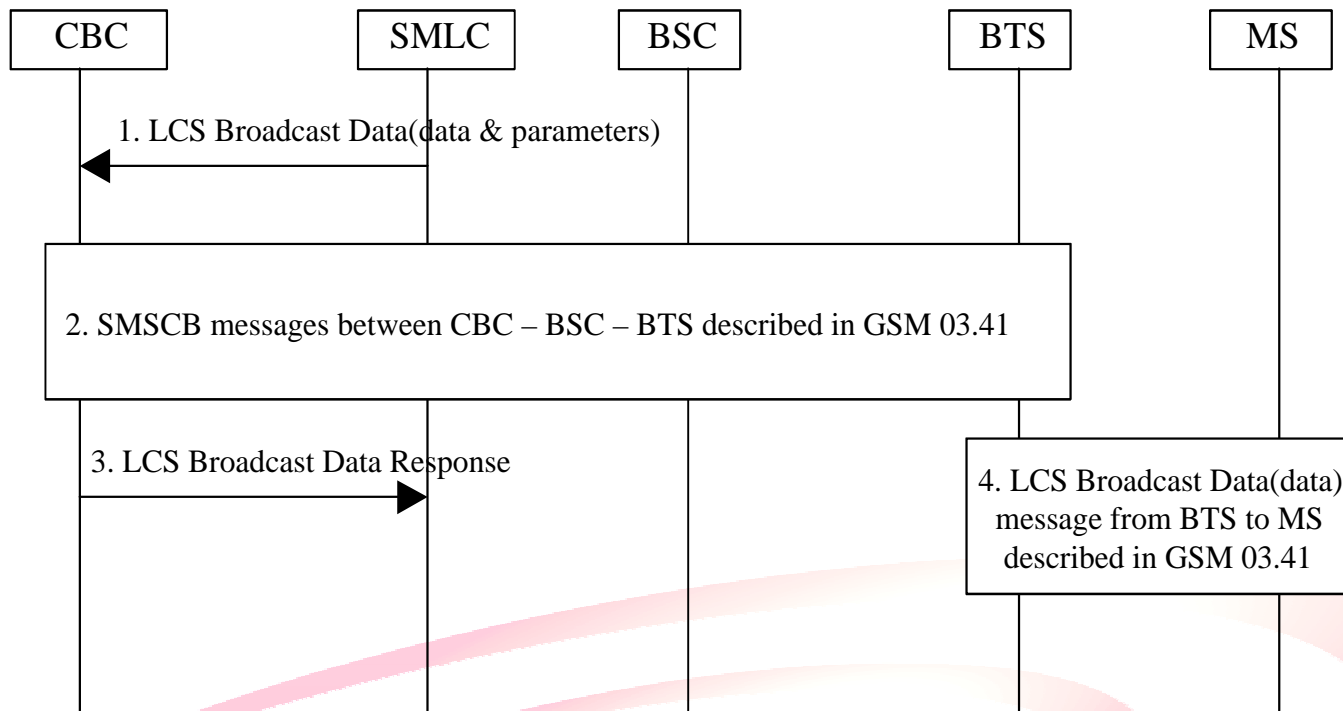 CBC
SMLC
BSC
BTS
MS
1. LCS Broadcast Data(data & parameters)
2. SMSCB messages between CBC – BSC – BTS described in GSM 03.41
3. LCS Broadcast Data Response
4. LCS Broadcast Data(data)
message from BTS to MS
described in GSM 03.41